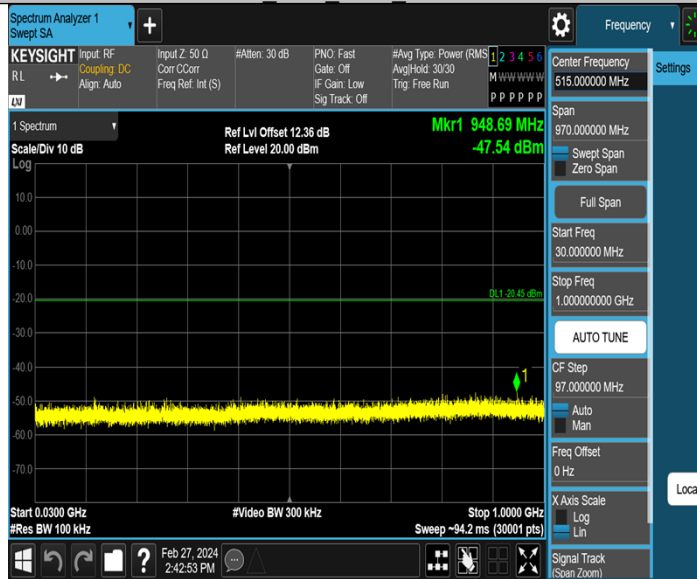 Spectrum Analyzer 1
Swept SA
Frequency
KEYSIGHT
RL
LXI
Input: RF
Coupling: DC
Align: Auto
Input Z: 50 Ω
Corr CCorr
Freq Ref: Int (S)
#Atten: 30 dB
PNO: Fast
Gate: Off
IF Gain: Low
Sig Track: Off
#Avg Type: Power (RMS
Avg|Hold: 30/30
Trig: Free Run
1 2 3 4 5 6
M W W W W W
P P P P P P
1 Spectrum
Scale/Div 10 dB
Log
Ref Lvl Offset 12.36 dB
Ref Level 20.00 dBm
Mkr1 948.69 MHz
-47.54 dBm
10.0
0.00
-10.0
-20.0
-30.0
-40.0
-50.0
-60.0
-70.0
DL1 -20.45 dBm
1
Start 0.0300 GHz
#Res BW 100 kHz
#Video BW 300 kHz
Stop 1.0000 GHz
Sweep ~94.2 ms (30001 pts)
?
Feb 27, 2024
2:42:53 PM
Center Frequency
515.000000 MHz
Span
970.000000 MHz
Swept Span
Zero Span
Full Span
Start Freq
30.000000 MHz
Stop Freq
1.000000000 GHz
AUTO TUNE
CF Step
97.000000 MHz
Auto
Man
Freq Offset
0 Hz
X Axis Scale
Log
Lin
Signal Track
(Span Zoom)
Settings
Loca